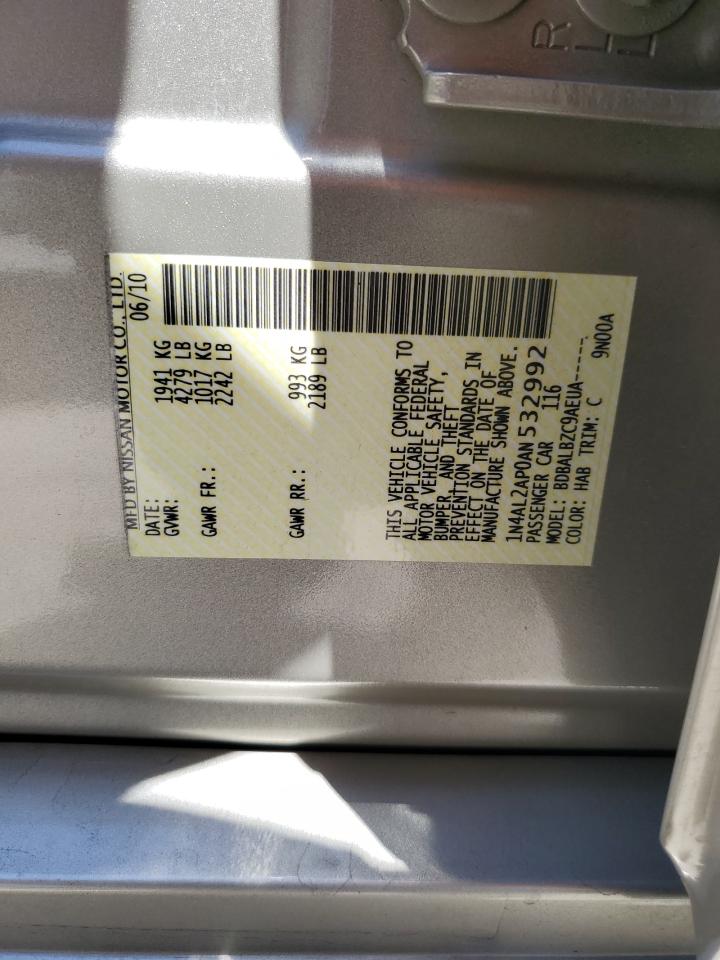 MFD BY NISSAN MOTOR CO., LTD.
DATE: 06/10
GVWR: 1941 KG
4279 LB
GAWR FR.: 1017 KG
2242 LB
GAWR RR.: 993 KG
2189 LB
THIS VEHICLE CONFORMS TO
ALL APPLICABLE FEDERAL
MOTOR VEHICLE SAFETY,
BUMPER, AND THEFT
PREVENTION STANDARDS IN
EFFECT ON THE DATE OF
MANUFACTURE SHOWN ABOVE.
1N4AL2AP0AN532992
PASSENGER CAR 116
MODEL: BDBALBZC9AEUA-----
COLOR: HAB TRIM: C 9N00A